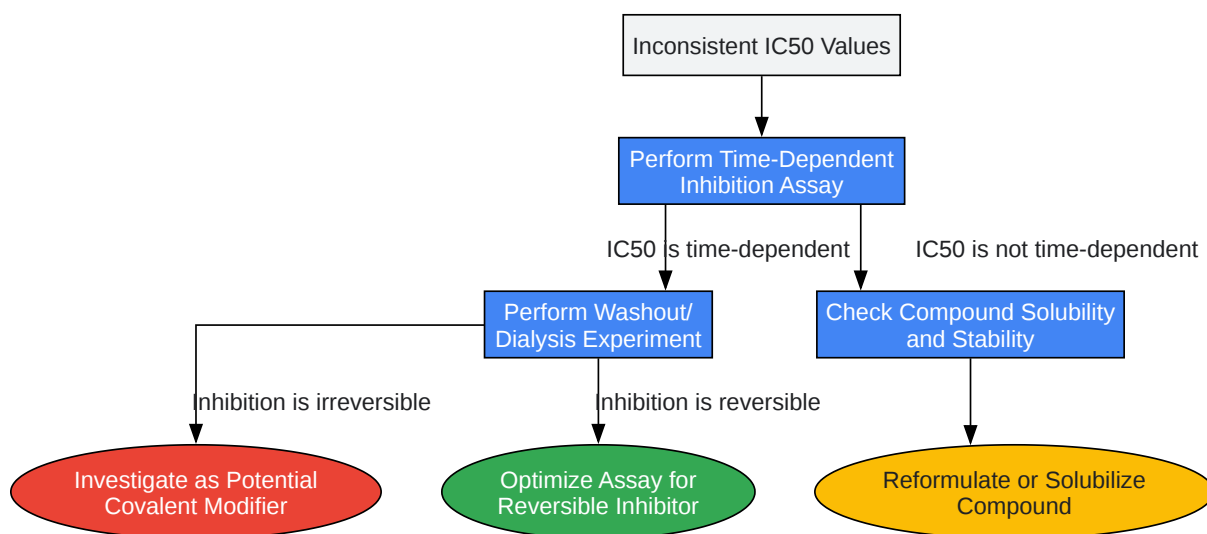 Inconsistent IC50 Values
Perform Time-Dependent
Inhibition Assay
IC50 is time-dependent
IC50 is not time-dependent
Perform Washout/
Dialysis Experiment
Check Compound Solubility
and Stability
Inhibition is irreversible
Inhibition is reversible
Investigate as Potential
Covalent Modifier
Optimize Assay for
Reversible Inhibitor
Reformulate or Solubilize
Compound